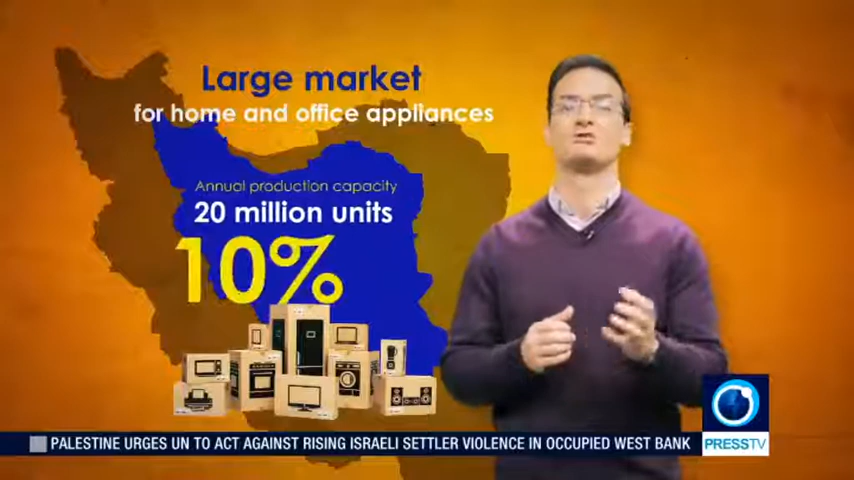 Large market
for home and office appliances
Annual production capacity
20 million units
10%
PALESTINE URGES UN TO ACT AGAINST RISING ISRAELI SETTLER VIOLENCE IN OCCUPIED WEST BANK
PRESSTV